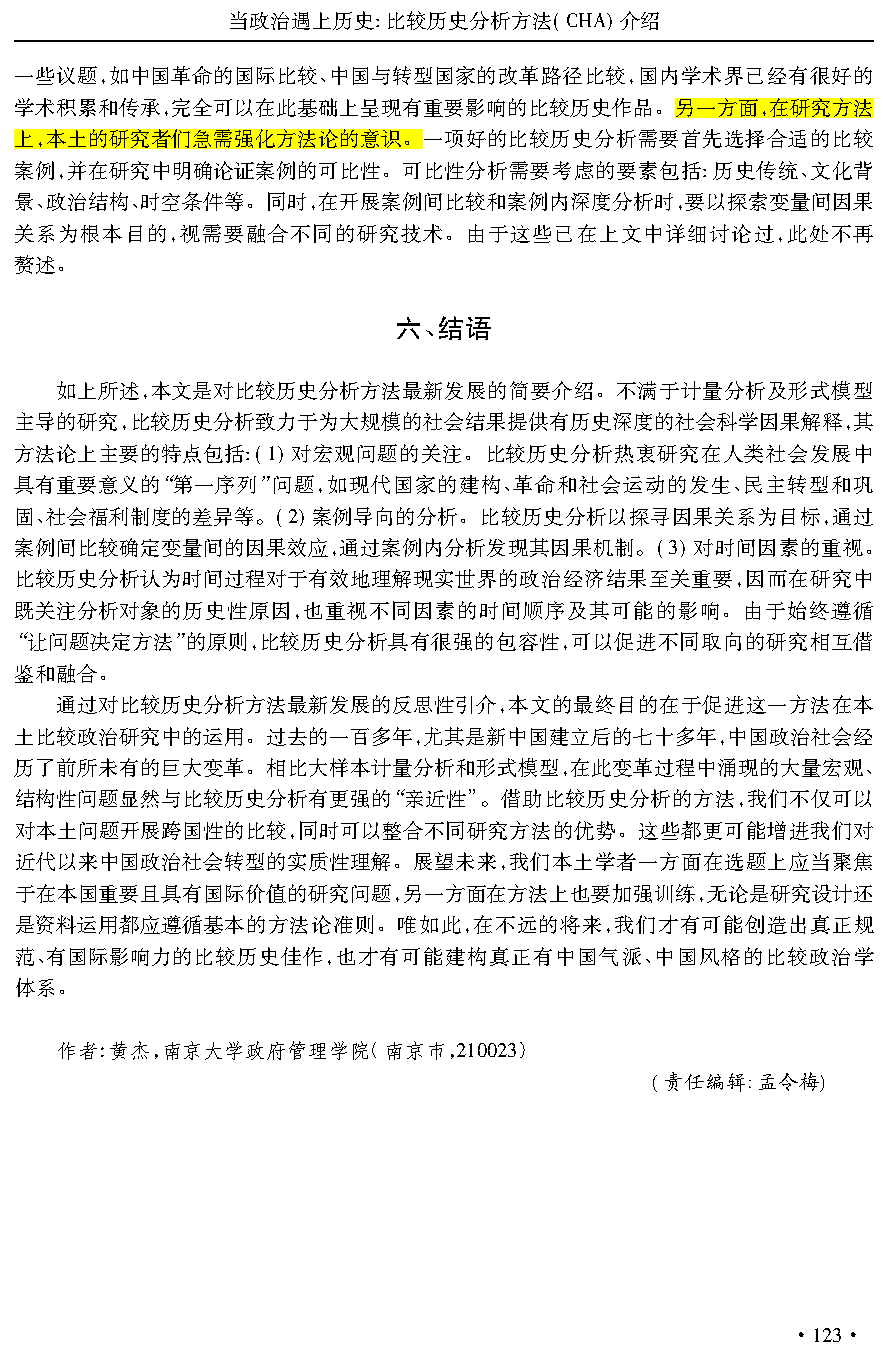 当政治遇上历史: 比较历史分析方法( CHA) 介绍
一些议题,如中国革命的国际比较、中国与转型国家的改革路径比较,国内学术界已经有很好的
学术积累和传承,完全可以在此基础上呈现有重要影响的比较历史作品。另一方面,在研究方法
上,本土的研究者们急需强化方法论的意识。一项好的比较历史分析需要首先选择合适的比较
案例,并在研究中明确论证案例的可比性。可比性分析需要考虑的要素包括: 历史传统、文化背
景、政治结构、时空条件等。同时,在开展案例间比较和案例内深度分析时,要以探索变量间因果
关系为根本目的,视需要融合不同的研究技术。由于这些已在上文中详细讨论过,此处不再
赘述。
六、结语
如上所述,本文是对比较历史分析方法最新发展的简要介绍。不满于计量分析及形式模型
主导的研究,比较历史分析致力于为大规模的社会结果提供有历史深度的社会科学因果解释,其
方法论上主要的特点包括: ( 1) 对宏观问题的关注。比较历史分析热衷研究在人类社会发展中
具有重要意义的“第一序列”问题,如现代国家的建构、革命和社会运动的发生、民主转型和巩
固、社会福利制度的差异等。( 2) 案例导向的分析。比较历史分析以探寻因果关系为目标,通过
案例间比较确定变量间的因果效应,通过案例内分析发现其因果机制。( 3) 对时间因素的重视。
比较历史分析认为时间过程对于有效地理解现实世界的政治经济结果至关重要,因而在研究中
既关注分析对象的历史性原因,也重视不同因素的时间顺序及其可能的影响。由于始终遵循
“让问题决定方法”的原则,比较历史分析具有很强的包容性,可以促进不同取向的研究相互借
鉴和融合。
通过对比较历史分析方法最新发展的反思性引介,本文的最终目的在于促进这一方法在本
土比较政治研究中的运用。过去的一百多年,尤其是新中国建立后的七十多年,中国政治社会经
历了前所未有的巨大变革。相比大样本计量分析和形式模型,在此变革过程中涌现的大量宏观、
结构性问题显然与比较历史分析有更强的“亲近性”。借助比较历史分析的方法,我们不仅可以
对本土问题开展跨国性的比较,同时可以整合不同研究方法的优势。这些都更可能增进我们对
近代以来中国政治社会转型的实质性理解。展望未来,我们本土学者一方面在选题上应当聚焦
于在本国重要且具有国际价值的研究问题,另一方面在方法上也要加强训练,无论是研究设计还
是资料运用都应遵循基本的方法论准则。唯如此,在不远的将来,我们才有可能创造出真正规
范、有国际影响力的比较历史佳作,也才有可能建构真正有中国气派、中国风格的比较政治学
体系。
作者: 黄杰,南京大学政府管理学院( 南京市,210023)
( 责任编辑: 孟令梅)
· 123 ·